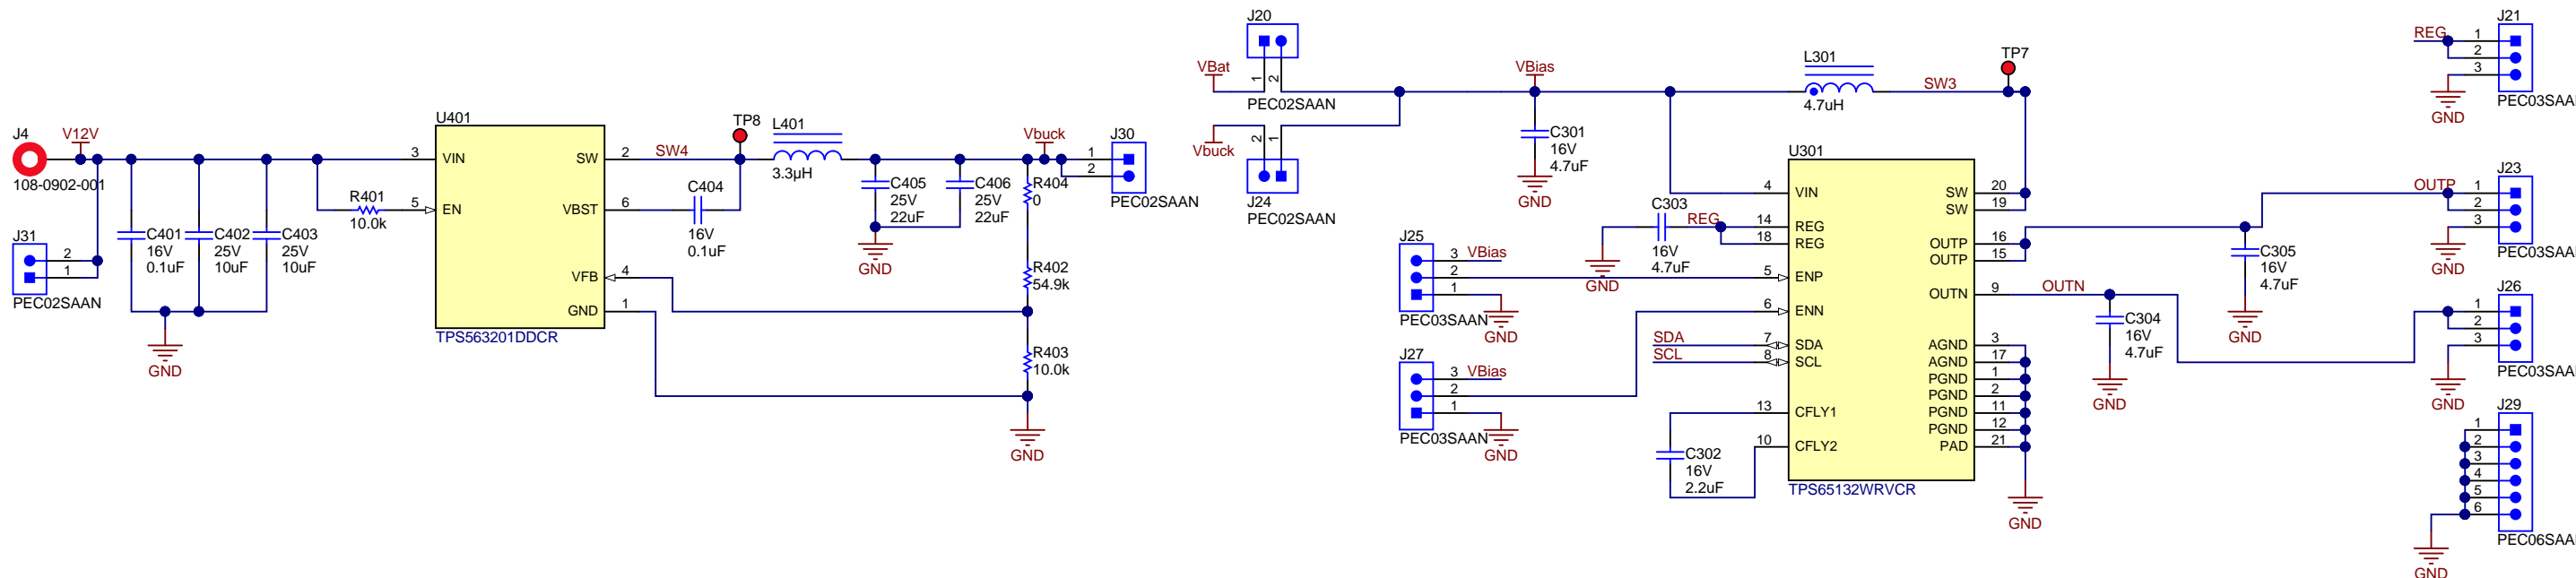 J4
V12V
108-0902-001
J31
2
1
PEC02SAAN
C401
16V
0.1uF
C402
25V
10uF
C403
25V
10uF
GND
R401
10.0k
U401
3
VIN
5
EN
SW
2
VBST
6
VFB
4
GND
1
TPS563201DDCR
SW4
TP8
C404
16V
0.1uF
L401
3.3µH
C405
25V
22uF
C406
25V
22uF
GND
Vbuck
R404
0
R402
54.9k
R403
10.0k
GND
J30
1
2
PEC02SAAN
J20
VBat
1
2
PEC02SAAN
Vbuck
2
1
J24
PEC02SAAN
VBias
C301
16V
4.7uF
GND
L301
4.7uH
SW3
TP7
J25
3
VBias
2
1
PEC03SAAN
GND
J27
3
VBias
2
1
PEC03SAAN
GND
C303
REG
16V
4.7uF
GND
SDA
SCL
C302
16V
2.2uF
U301
4
VIN
14
REG
18
REG
5
ENP
6
ENN
7
SDA
8
SCL
13
CFLY1
10
CFLY2
SW
20
SW
19
OUTP
16
OUTP
15
OUTN
9
AGND
3
AGND
17
PGND
1
PGND
2
PGND
11
PGND
12
PAD
21
TPS65132WRVCR
GND
OUTN
C304
16V
4.7uF
GND
C305
16V
4.7uF
GND
J21
REG
1
2
3
PEC03SAA
GND
J23
OUTP
1
2
3
PEC03SAA
GND
J26
1
2
3
PEC03SAA
GND
J29
1
2
3
4
5
6
PEC06SAA
GND